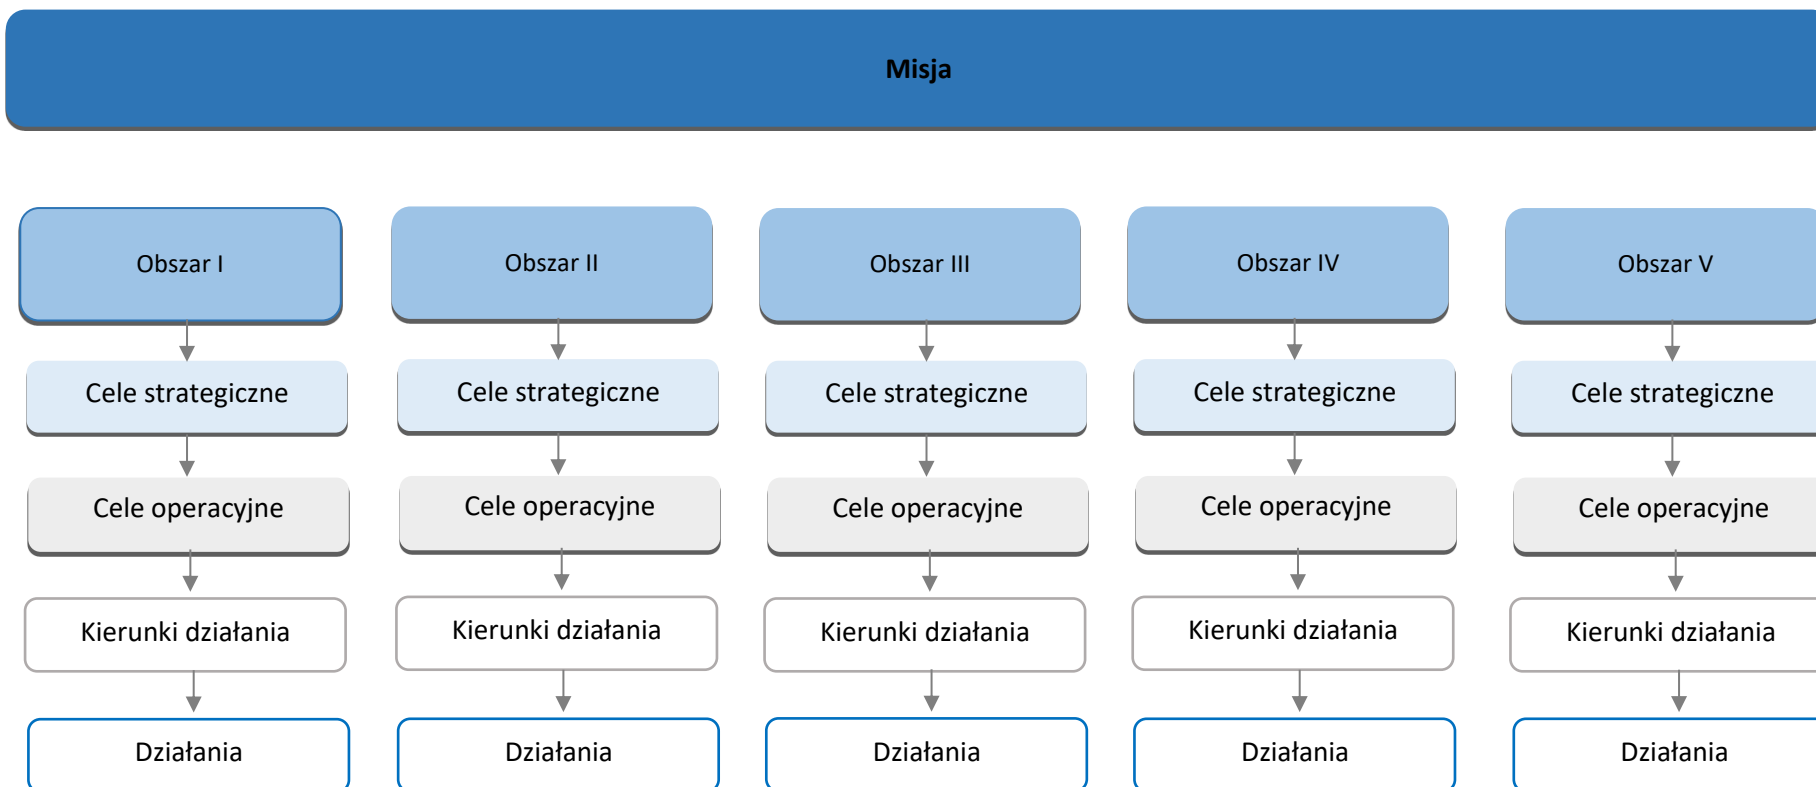 Misja
Obszar I
Obszar II
Obszar III
Obszar IV
Obszar V
Cele strategiczne
Cele strategiczne
Cele strategiczne
Cele strategiczne
Cele strategiczne
Cele operacyjne
Cele operacyjne
Cele operacyjne
Cele operacyjne
Cele operacyjne
Kierunki działania
Kierunki działania
Kierunki działania
Kierunki działania
Kierunki działania
Działania
Działania
Działania
Działania
Działania